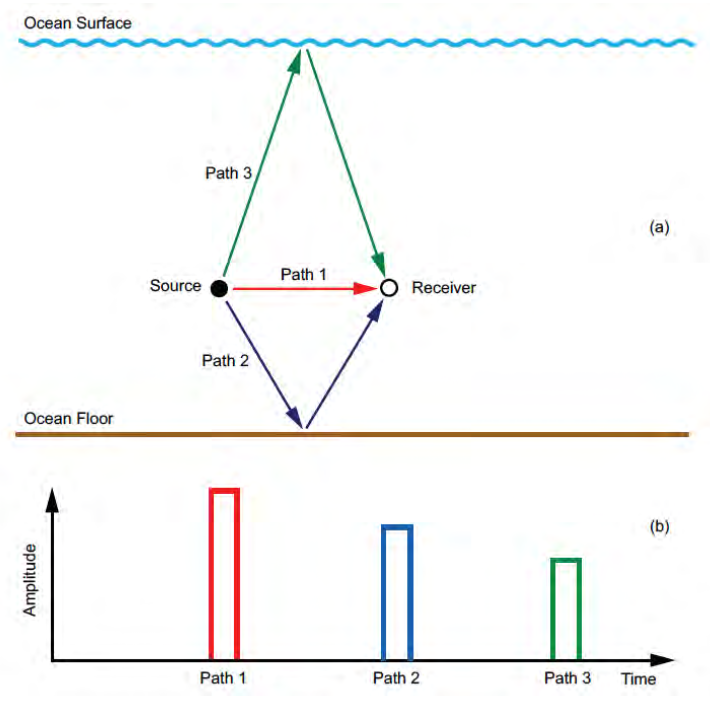 Ocean Surface
Path 3
(a)
Path 1
Source
Receiver
Path 2
Ocean Floor
(b)
Amplitude
Path 1
Path 2
Path 3
Time